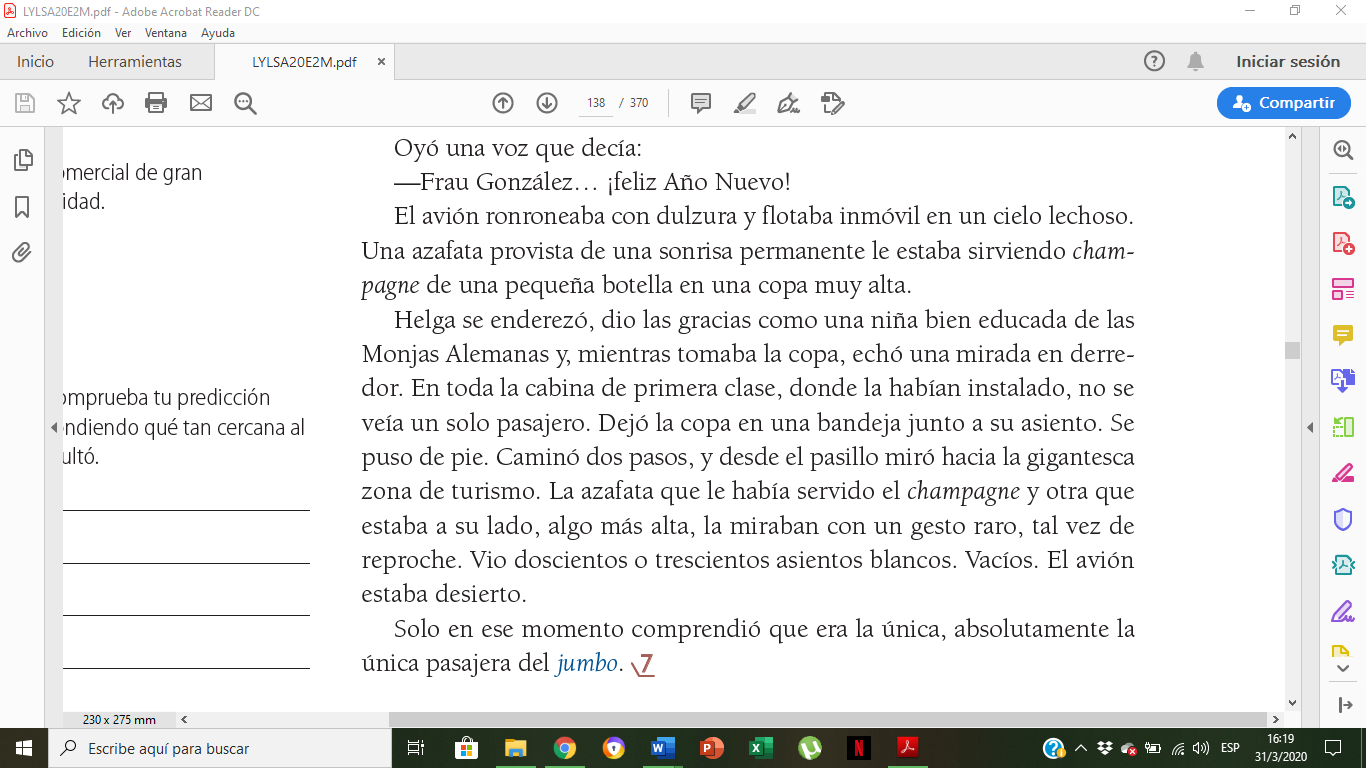 LYLSA20E2M.pdf - Adobe Acrobat Reader DC
Archivo Edición Ver Ventana Ayuda
Inicio Herramientas LYLSA20E2M.pdf × Iniciar sesión
138 / 370 Compartir
omercial de gran
idad.
omprueba tu predicción
ndiendo qué tan cercana al
ultó.
Oyó una voz que decía:
—Frau González… ¡feliz Año Nuevo!
El avión ronroneaba con dulzura y flotaba inmóvil en un cielo lechoso.
Una azafata provista de una sonrisa permanente le estaba sirviendo cham-
pagne de una pequeña botella en una copa muy alta.
Helga se enderezó, dio las gracias como una niña bien educada de las
Monjas Alemanas y, mientras tomaba la copa, echó una mirada en derre-
dor. En toda la cabina de primera clase, donde la habían instalado, no se
veía un solo pasajero. Dejó la copa en una bandeja junto a su asiento. Se
puso de pie. Caminó dos pasos, y desde el pasillo miró hacia la gigantesca
zona de turismo. La azafata que le había servido el champagne y otra que
estaba a su lado, algo más alta, la miraban con un gesto raro, tal vez de
reproche. Vio doscientos o trescientos asientos blancos. Vacíos. El avión
estaba desierto.
Solo en ese momento comprendió que era la única, absolutamente la
única pasajera del jumbo. 7
230 x 275 mm
Escribe aquí para buscar
ESP
16:19
31/3/2020